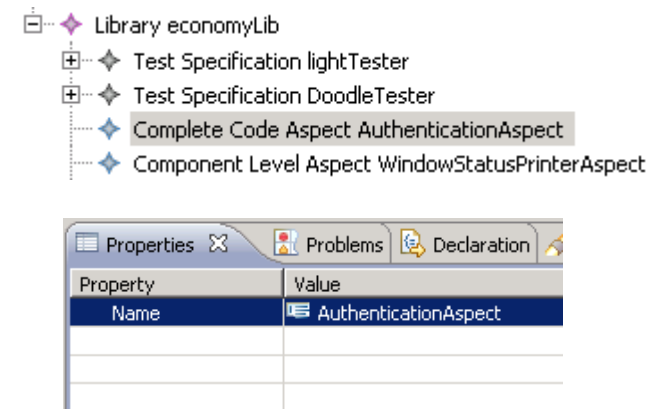 Library economyLib
Test Specification lightTester
Test Specification DoodleTester
Complete Code Aspect AuthenticationAspect
Component Level Aspect WindowStatusPrinterAspect
Properties Problems Declaration
Property Value
Name AuthenticationAspect